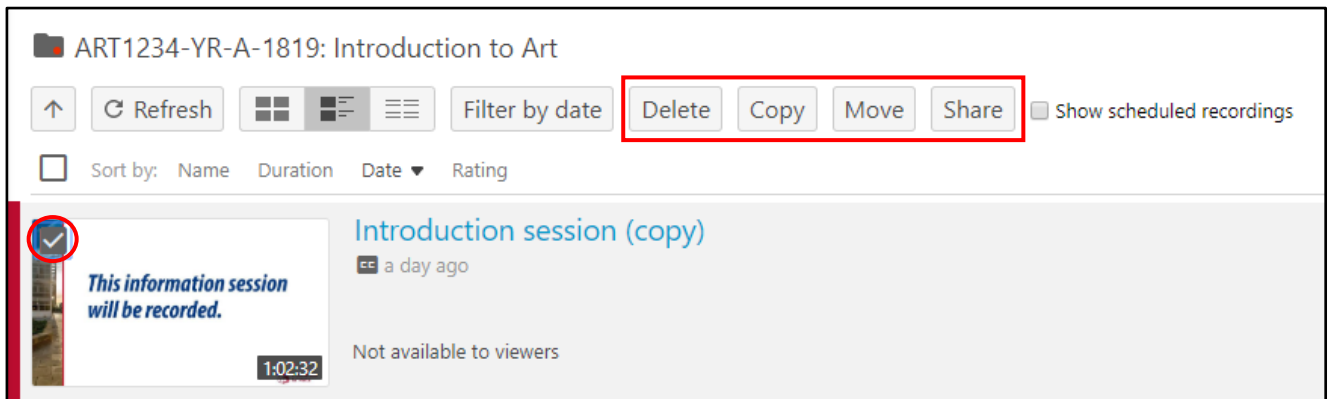 ART1234-YR-A-1819: Introduction to Art
Refresh Filter by date Delete Copy Move Share Show scheduled recordings
Sort by: Name Duration Date Rating
Introduction session (copy)
CC a day ago
This information session
will be recorded.
Not available to viewers
1:02:32